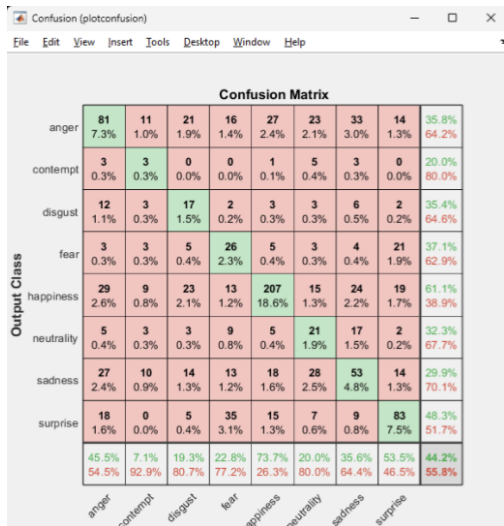 Confusion (plotconfusion)
File Edit View Insert Tools Desktop Window Help
Confusion Matrix
anger 81 11 21 16 27 23 33 14 35.8%
7.3% 1.0% 1.9% 1.4% 2.4% 2.1% 3.0% 1.3% 64.2%
contempt 3 3 0 0 1 5 3 0 20.0%
0.3% 0.3% 0.0% 0.0% 0.1% 0.4% 0.3% 0.0% 80.0%
disgust 12 3 17 2 3 3 6 2 35.4%
1.1% 0.3% 1.5% 0.2% 0.3% 0.3% 0.5% 0.2% 64.6%
fear 3 3 5 26 5 3 4 21 37.1%
0.3% 0.3% 0.4% 2.3% 0.4% 0.3% 0.4% 1.9% 62.9%
happiness 29 9 23 13 207 15 24 19 61.1%
2.6% 0.8% 2.1% 1.2% 18.6% 1.3% 2.2% 1.7% 38.9%
neutrality 5 3 3 9 5 21 17 2 32.3%
0.4% 0.3% 0.3% 0.8% 0.4% 1.9% 1.5% 0.2% 67.7%
sadness 27 10 14 13 18 28 53 14 29.9%
2.4% 0.9% 1.3% 1.2% 1.6% 2.5% 4.8% 1.3% 70.1%
surprise 18 0 5 35 15 7 9 83 48.3%
1.6% 0.0% 0.4% 3.1% 1.3% 0.6% 0.8% 7.5% 51.7%
45.5% 7.1% 19.3% 22.8% 73.7% 20.0% 35.6% 53.5% 44.2%
54.5% 92.9% 80.7% 77.2% 26.3% 80.0% 64.4% 46.5% 55.8%
anger contempt disgust fear happiness neutrality sadness surprise
Output Class